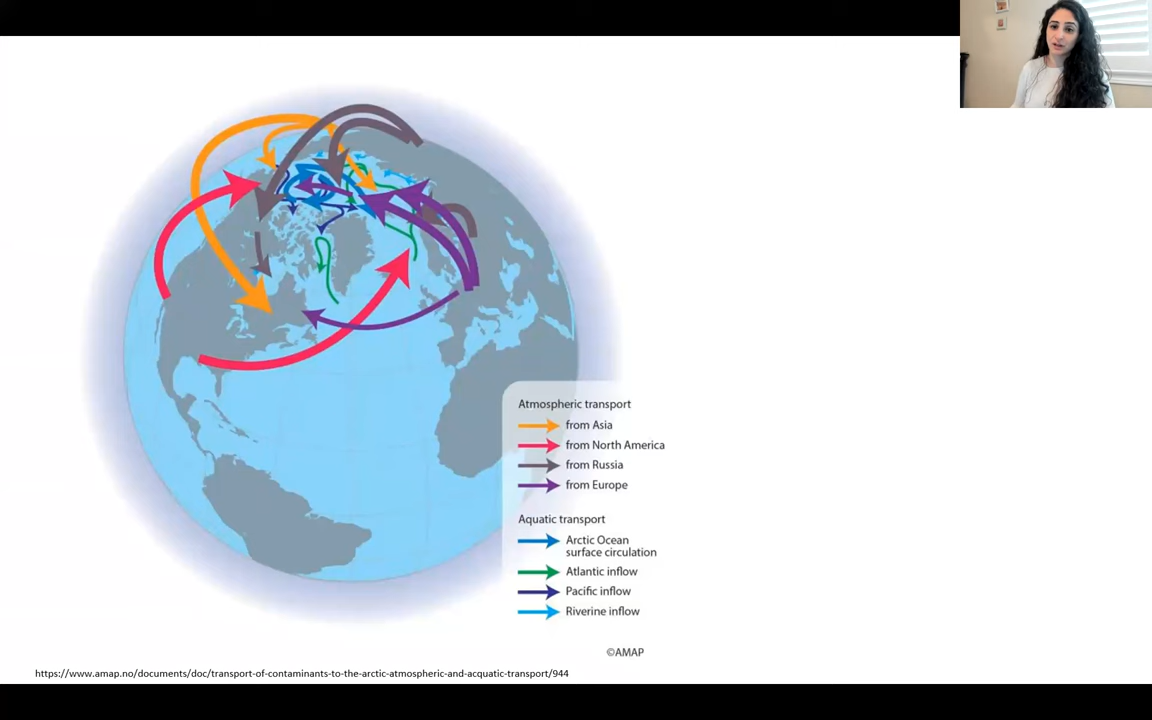 Atmospheric transport
from Asia
from North America
from Russia
from Europe
Aquatic transport
Arctic Ocean
surface circulation
Atlantic inflow
Pacific inflow
Riverine inflow
©AMAP
https://www.amap.no/documents/doc/transport-of-contaminants-to-the-arctic-atmospheric-and-acquatic-transport/944